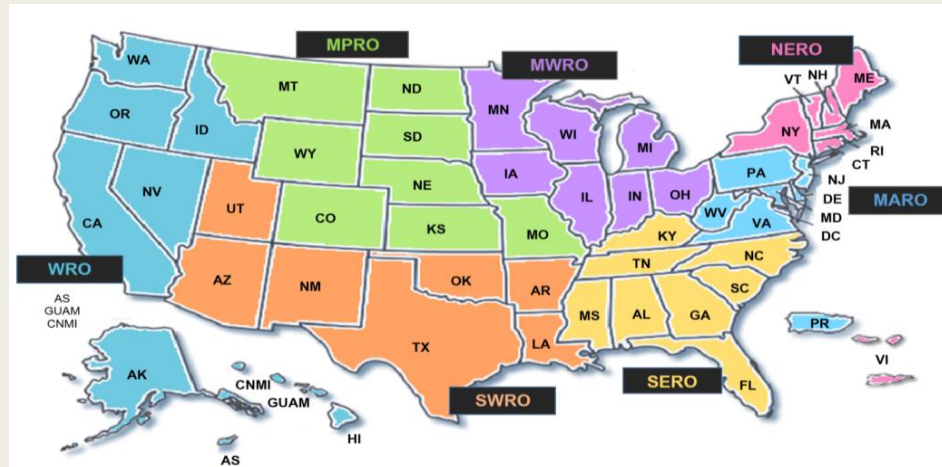 MPRO
MWRO
NERO
WA
MT
ND
MN
VT
NH
ME
OR
ID
SD
WI
MI
NY
MA
RI
CT
WY
NE
IA
PA
NJ
NV
UT
CO
KS
MO
IL
IN
OH
WV
VA
DE
MD
DC
MARO
CA
KY
NC
WRO
AZ
NM
OK
AR
TN
SC
AS
GUAM
CNMI
TX
LA
MS
AL
GA
PR
AK
CNMI
GUAM
SWRO
SERO
FL
VI
HI
AS